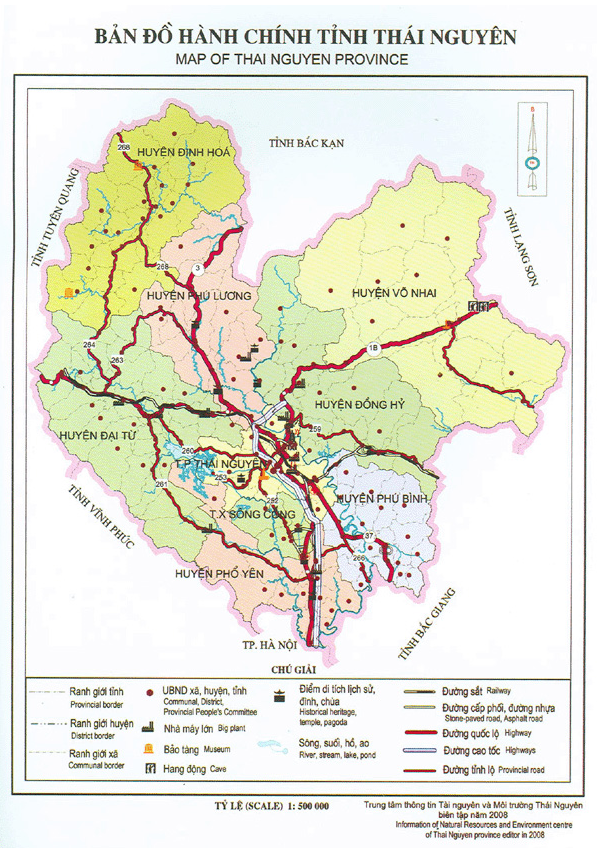 BẢN ĐỒ HÀNH CHÍNH TỈNH THÁI NGUYÊN
MAP OF THAI NGUYEN PROVINCE
B
268
HUYỆN ĐỊNH HOÁ
TỈNH BẮC KẠN
TỈNH TUYÊN QUANG
TỈNH LẠNG SƠN
268
3
HUYỆN PHÚ LƯƠNG
HUYỆN VÕ NHAI
264
263
1B
HUYỆN ĐỒNG HỶ
259
HUYỆN ĐẠI TỪ
260
T.P THÁI NGUYÊN
253
261
262
HUYỆN PHÚ BÌNH
T.X SÔNG CÔNG
TỈNH VĨNH PHÚC
37
266
HUYỆN PHỔ YÊN
TỈNH BẮC GIANG
TP. HÀ NỘI
CHÚ GIẢI
Ranh giới tỉnh
Provincial border
Ranh giới huyện
District border
Ranh giới xã
Communal border
UBND xã, huyện, tỉnh
Communal, District,
Provincial People's Committee
Nhà máy lớn Big plant
Bảo tàng Museum
Hang động Cave
Điểm di tích lịch sử,
đình, chùa
Historical heritage,
temple, pagoda
Sông, suối, hồ, ao
River, stream, lake, pond
Đường sắt Railway
Đường cấp phối, đường nhựa
Stone-paved road, Asphalt road
Đường quốc lộ Highway
Đường cao tốc Highways
Đường tỉnh lộ Provincial road
TỶ LỆ (SCALE) 1: 500 000
Trung tâm thông tin Tài nguyên và Môi trường Thái Nguyên
biên tập năm 2008
Information of Natural Resources and Environment centre
of Thai Nguyen province editor in 2008